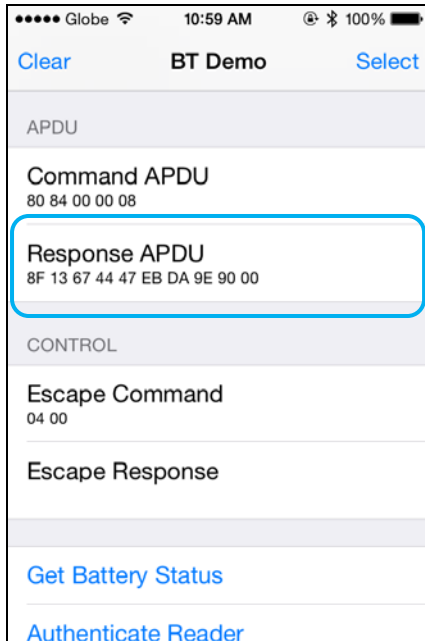 Globe 10:59 AM 100%
Clear BT Demo Select
APDU
Command APDU
80 84 00 00 08
Response APDU
8F 13 67 44 47 EB DA 9E 90 00
CONTROL
Escape Command
04 00
Escape Response
Get Battery Status
Authenticate Reader